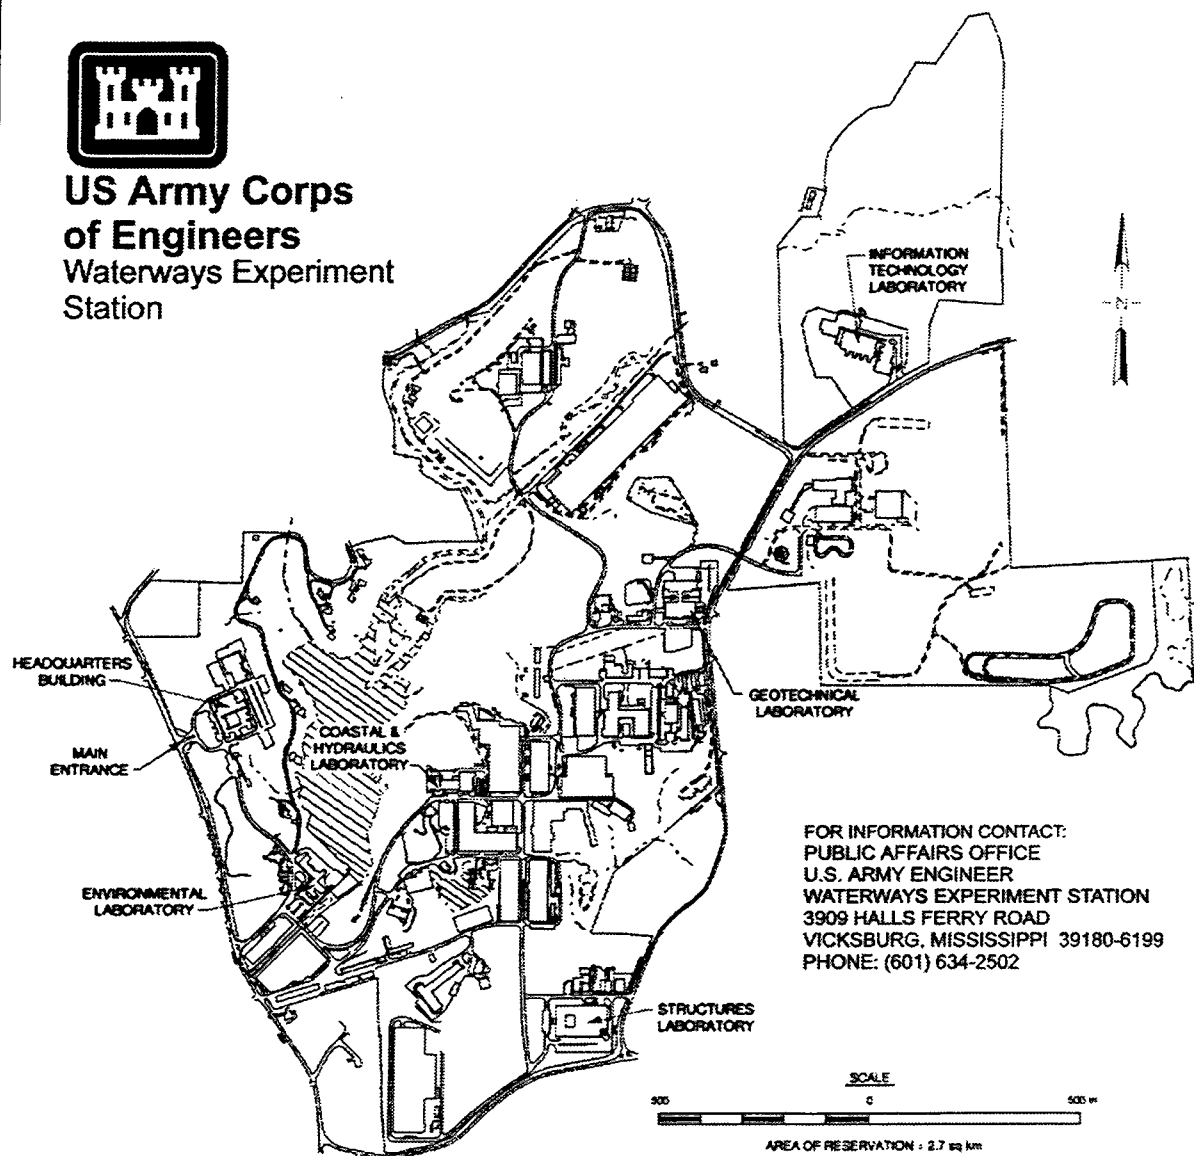 US Army Corps
of Engineers
Waterways Experiment
Station
INFORMATION
TECHNOLOGY
LABORATORY
N
HEADQUARTERS
BUILDING
MAIN
ENTRANCE
COASTAL &
HYDRAULICS
LABORATORY
GEOTECHNICAL
LABORATORY
ENVIRONMENTAL
LABORATORY
STRUCTURES
LABORATORY
FOR INFORMATION CONTACT:
PUBLIC AFFAIRS OFFICE
U.S. ARMY ENGINEER
WATERWAYS EXPERIMENT STATION
3909 HALLS FERRY ROAD
VICKSBURG, MISSISSIPPI 39180-6199
PHONE: (601) 634-2502
SCALE
500 0 500 m
AREA OF RESERVATION : 2.7 sq km